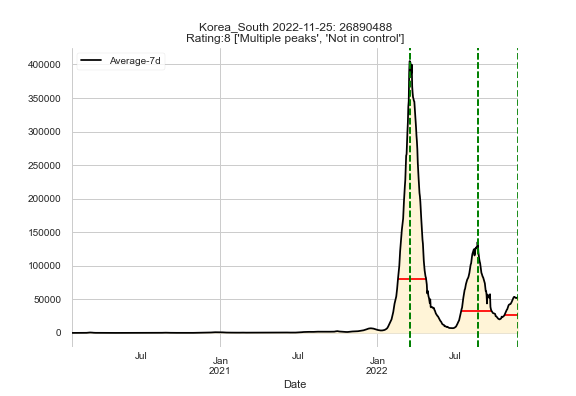 Korea_South 2022-11-25: 26890488
Rating:8 ['Multiple peaks', 'Not in control']
Average-7d
400000
350000
300000
250000
200000
150000
100000
50000
0
Jul
Jan
2021
Jul
Jan
2022
Jul
Date